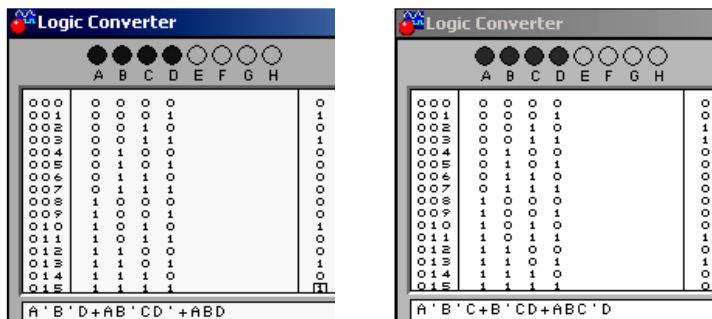 Logic Converter
A B C D E F G H
000 0 0 0 0 0
001 0 0 0 1 1
002 0 0 1 0 0
003 0 0 1 1 1
004 0 1 0 0 0
005 0 1 0 1 0
006 0 1 1 0 0
007 0 1 1 1 0
008 1 0 0 0 0
009 1 0 0 1 0
010 1 0 1 0 1
011 1 0 1 1 0
012 1 1 0 0 0
013 1 1 0 1 1
014 1 1 1 0 0
015 1 1 1 1 1
A'B'D+AB'CD'+ABD
Logic Converter
A B C D E F G H
000 0 0 0 0 0
001 0 0 0 1 0
002 0 0 1 0 1
003 0 0 1 1 1
004 0 1 0 0 0
005 0 1 0 1 0
006 0 1 1 0 0
007 0 1 1 1 0
008 1 0 0 0 0
009 1 0 0 1 0
010 1 0 1 0 0
011 1 0 1 1 1
012 1 1 0 0 0
013 1 1 0 1 1
014 1 1 1 0 0
015 1 1 1 1 0
A'B'C+B'CD+ABC'D